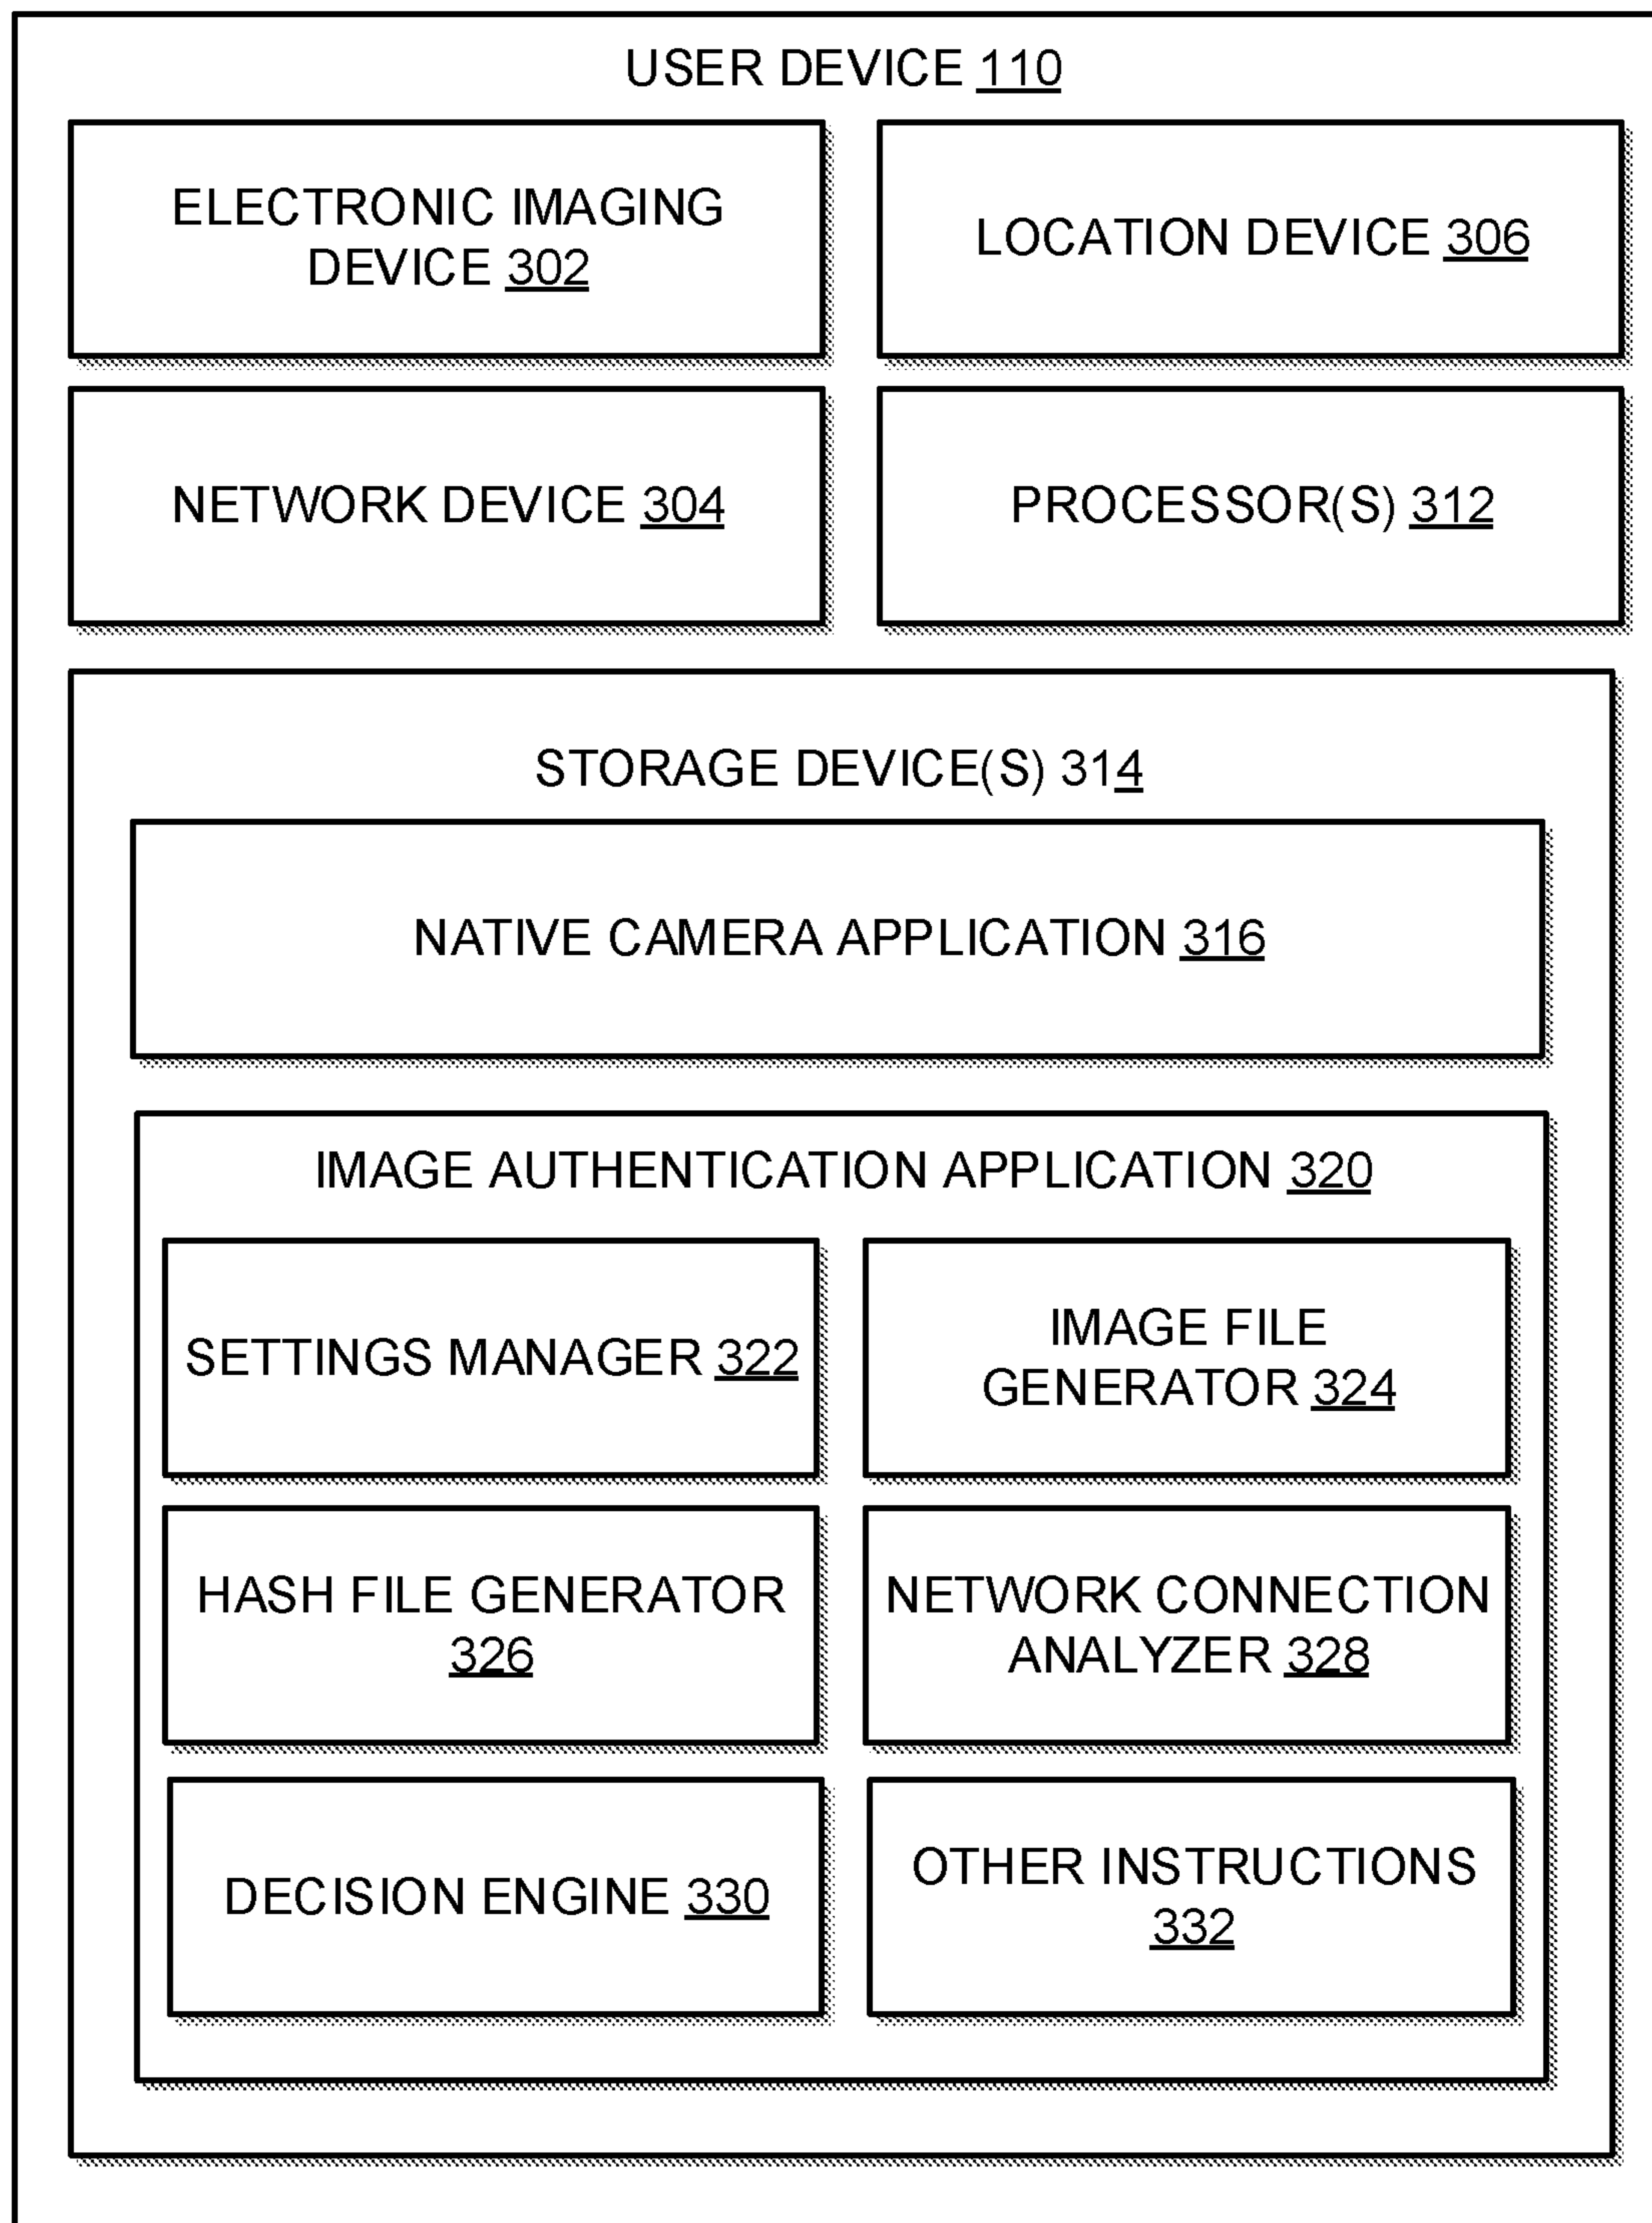 USER DEVICE 110
ELECTRONIC IMAGING
DEVICE 302
LOCATION DEVICE 306
NETWORK DEVICE 304
PROCESSOR(S) 312
STORAGE DEVICE(S) 314
NATIVE CAMERA APPLICATION 316
IMAGE AUTHENTICATION APPLICATION 320
SETTINGS MANAGER 322
IMAGE FILE
GENERATOR 324
HASH FILE GENERATOR
326
NETWORK CONNECTION
ANALYZER 328
DECISION ENGINE 330
OTHER INSTRUCTIONS
332